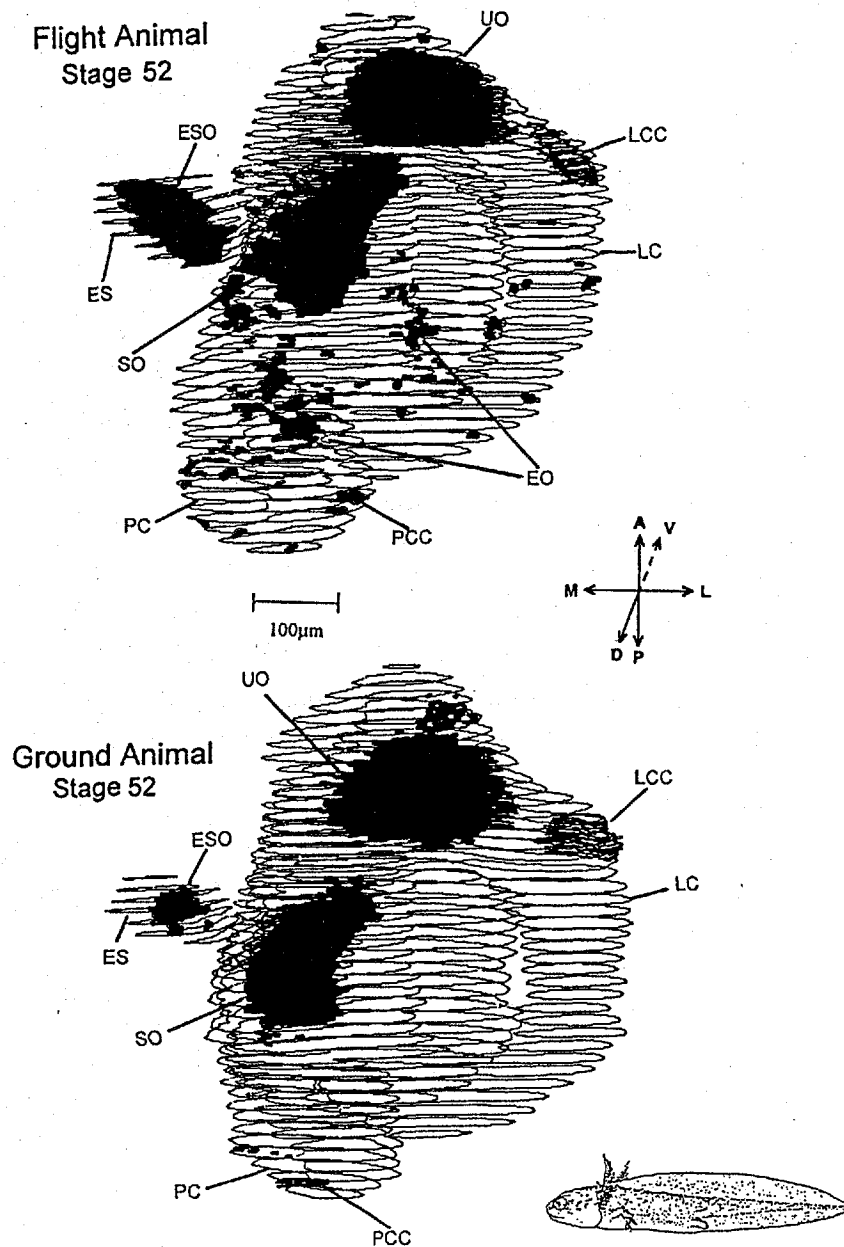 Flight Animal
Stage 52
UO
ESO
LCC
LC
ES
SO
EO
PC
PCC
A
V
M
L
D
P
100µm
UO
Ground Animal
Stage 52
LCC
ESO
LC
ES
SO
PC
PCC